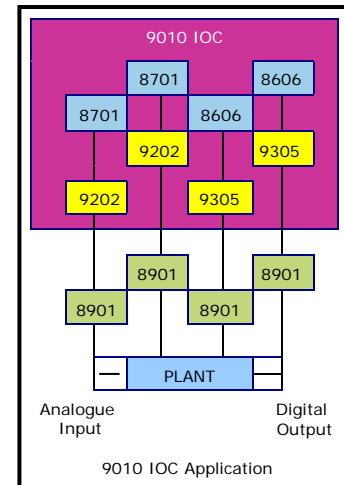 9010 IOC
8701 8606
8701 8606
9202 9305
9202 9305
8901 8901
8901 8901
PLANT
Analogue Digital
Input Output
9010 IOC Application